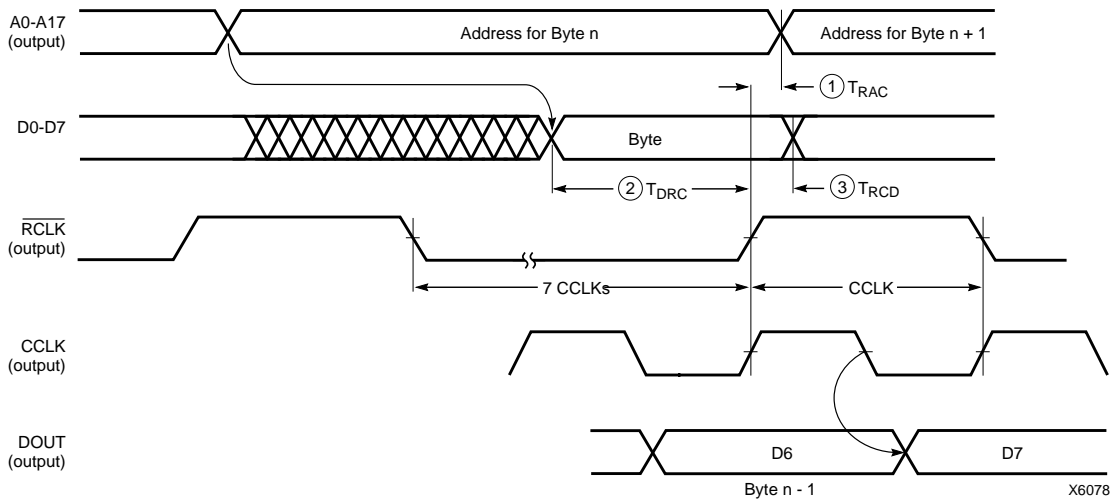 A0-A17
(output)
Address for Byte n
Address for Byte n + 1
1 TRAC
D0-D7
Byte
2 TDRC
3 TRCD
RCLK
(output)
7 CCLKs
CCLK
CCLK
(output)
DOUT
(output)
D6
D7
Byte n - 1
X6078